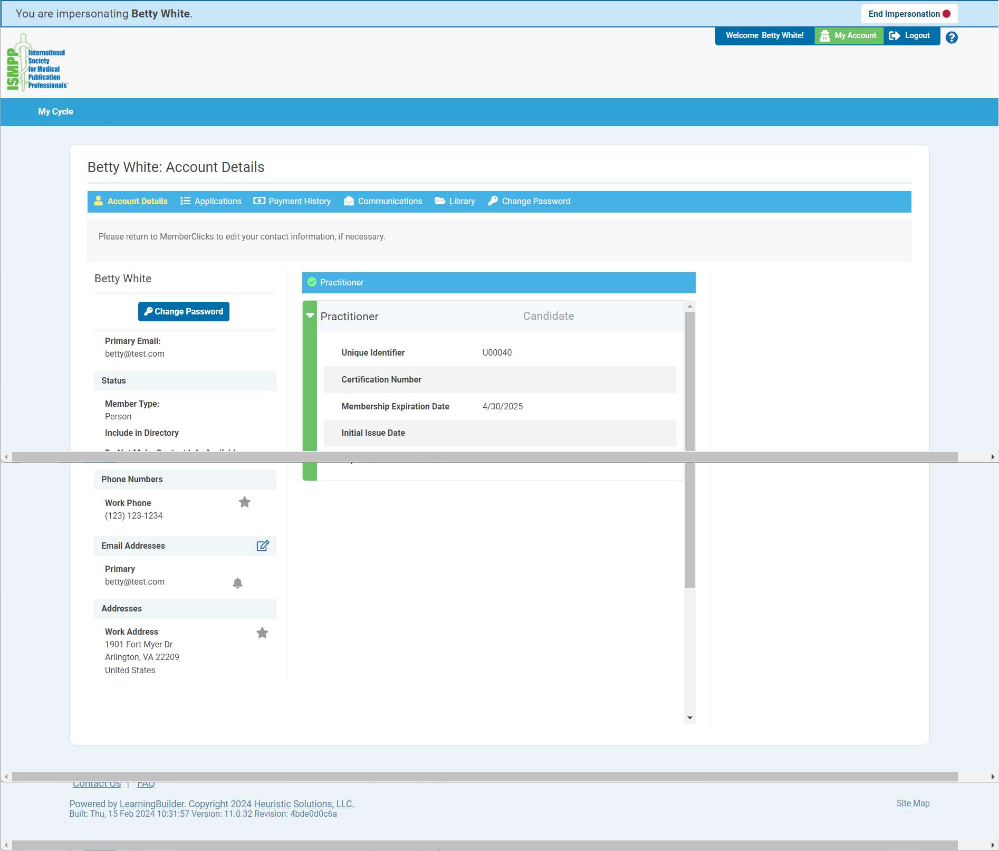 You are impersonating Betty White.
End Impersonation
Welcome Betty White!
My Account
Logout
ISMPP
International
Society
for Medical
Publication
Professionals
My Cycle
Betty White: Account Details
Account Details
Applications
Payment History
Communications
Library
Change Password
Please return to MemberClicks to edit your contact information, if necessary.
Betty White
Change Password
Primary Email:
betty@test.com
Status
Member Type:
Person
Include in Directory
Phone Numbers
Work Phone
(123) 123-1234
Email Addresses
Primary
betty@test.com
Addresses
Work Address
1901 Fort Myer Dr
Arlington, VA 22209
United States
Practitioner
Practitioner
Candidate
Unique Identifier
U00040
Certification Number
Membership Expiration Date
4/30/2025
Initial Issue Date
Contact Us | FAQ
Powered by LearningBuilder. Copyright 2024 Heuristic Solutions, LLC.
Built: Thu, 15 Feb 2024 10:31:57 Version: 11.0.32 Revision: 4bde0d0c6a
Site Map